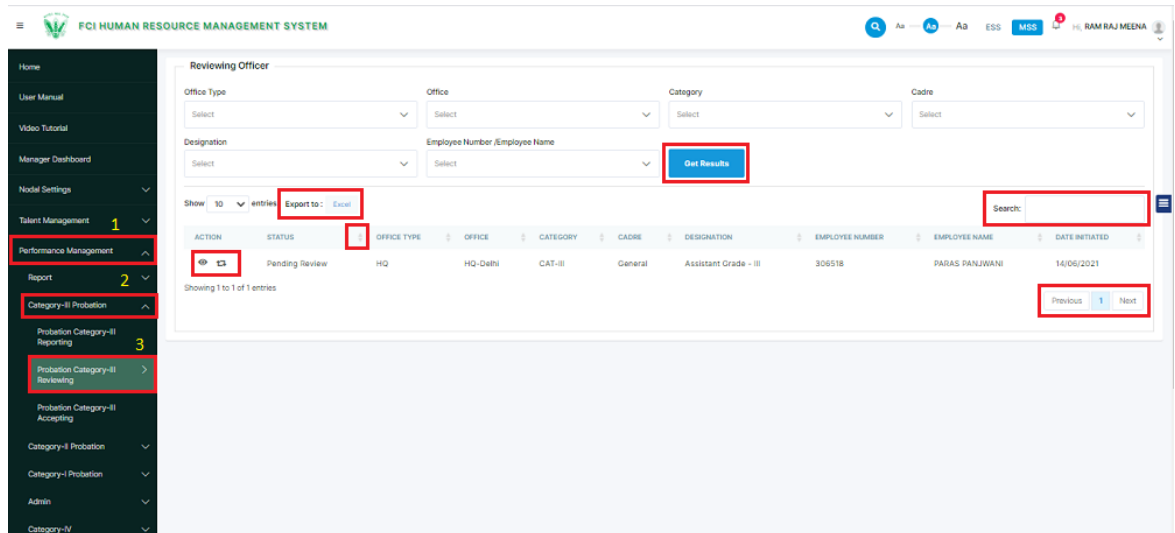 FCI HUMAN RESOURCE MANAGEMENT SYSTEM
Aa Aa Aa ESS MSS 3 Hi, RAM RAJ MEENA
Home
User Manual
Video Tutorial
Manager Dashboard
Nodal Settings
Talent Management 1
Performance Management
Report 2
Category-III Probation
Probation Category-III
Reporting
3
Probation Category-III
Reviewing
Probation Category-III
Accepting
Category-II Probation
Category-I Probation
Admin
Category-IV
Reviewing Officer
Office Type Office Category Cadre
Select Select Select Select
Designation Employee Number /Employee Name
Select Select Get Results
Show 10 entries Export to : Excel Search:
ACTION STATUS OFFICE TYPE OFFICE CATEGORY CADRE DESIGNATION EMPLOYEE NUMBER EMPLOYEE NAME DATE INITIATED
Pending Review HQ HQ-Delhi CAT-III General Assistant Grade - III 306518 PARAS PANJWANI 14/06/2021
Showing 1 to 1 of 1 entries
Previous 1 Next